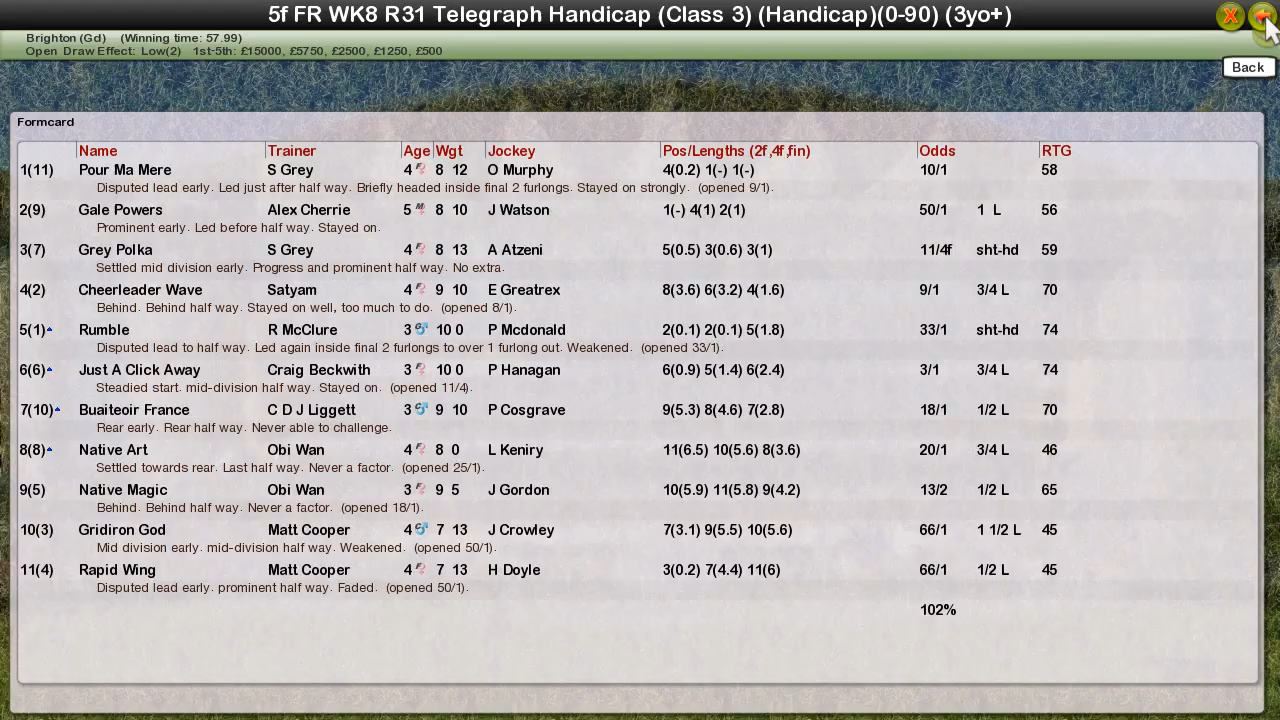 5f FR WK8 R31 Telegraph Handicap (Class 3) (Handicap)(0-90) (3yo+)
Brighton (Gd) (Winning time: 57.99)
Open Draw Effect: Low(2) 1st-5th: £15000, £5750, £2500, £1250, £500
Back
Formcard
Name Trainer Age Wgt Jockey Pos/Lengths (2f,4f,fin) Odds RTG
1(11) Pour Ma Mere S Grey 4 8 12 O Murphy 4(0.2) 1(-) 1(-) 10/1 58
Disputed lead early. Led just after half way. Briefly headed inside final 2 furlongs. Stayed on strongly. (opened 9/1).
2(9) Gale Powers Alex Cherrie 5 8 10 J Watson 1(-) 4(1) 2(1) 50/1 1 L 56
Prominent early. Led before half way. Stayed on.
3(7) Grey Polka S Grey 4 8 13 A Atzeni 5(0.5) 3(0.6) 3(1) 11/4f sht-hd 59
Settled mid division early. Progress and prominent half way. No extra.
4(2) Cheerleader Wave Satyam 4 9 10 E Greatrex 8(3.6) 6(3.2) 4(1.6) 9/1 3/4 L 70
Behind. Behind half way. Stayed on well, too much to do. (opened 8/1).
5(1) Rumble R McClure 3 10 0 P Mcdonald 2(0.1) 2(0.1) 5(1.8) 33/1 sht-hd 74
Disputed lead to half way. Led again inside final 2 furlongs to over 1 furlong out. Weakened. (opened 33/1).
6(6) Just A Click Away Craig Beckwith 3 10 0 P Hanagan 6(0.9) 5(1.4) 6(2.4) 3/1 3/4 L 74
Steadied start. mid-division half way. Stayed on. (opened 11/4).
7(10) Buaiteoir France C D J Liggett 3 9 10 P Cosgrave 9(5.3) 8(4.6) 7(2.8) 18/1 1/2 L 70
Rear early. Rear half way. Never able to challenge.
8(8) Native Art Obi Wan 4 8 0 L Keniry 11(6.5) 10(5.6) 8(3.6) 20/1 3/4 L 46
Settled towards rear. Last half way. Never a factor. (opened 25/1).
9(5) Native Magic Obi Wan 3 9 5 J Gordon 10(5.9) 11(5.8) 9(4.2) 13/2 1/2 L 65
Behind. Behind half way. Never a factor. (opened 18/1).
10(3) Gridiron God Matt Cooper 4 7 13 J Crowley 7(3.1) 9(5.5) 10(5.6) 66/1 1 1/2 L 45
Mid division early. mid-division half way. Weakened. (opened 50/1).
11(4) Rapid Wing Matt Cooper 4 7 13 H Doyle 3(0.2) 7(4.4) 11(6) 66/1 1/2 L 45
Disputed lead early. prominent half way. Faded. (opened 50/1).
102%